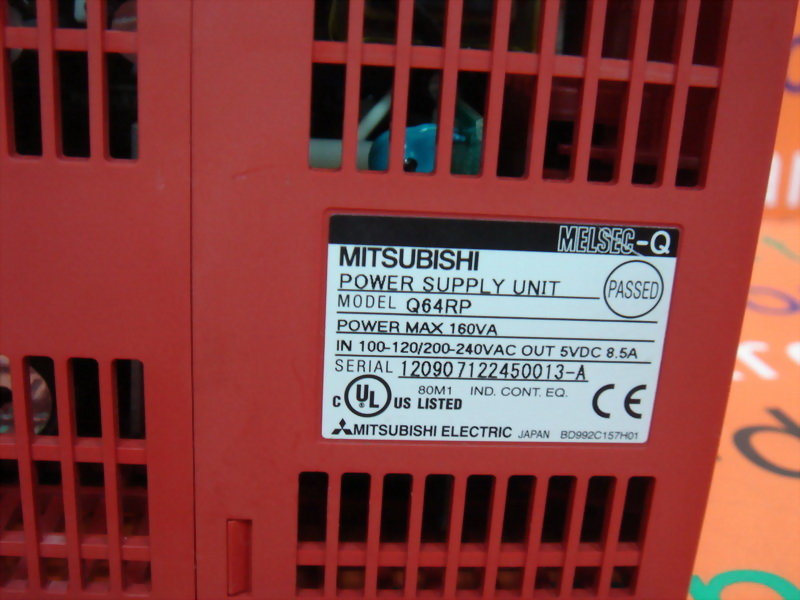 MELSEC-Q
MITSUBISHI
POWER SUPPLY UNIT
PASSED
MODEL Q64RP
POWER MAX 160VA
IN 100-120/200-240VAC OUT 5VDC 8.5A
SERIAL 120907122450013-A
C UL US LISTED 80M1 IND. CONT. EQ. CE
MITSUBISHI ELECTRIC JAPAN BD992C157H01